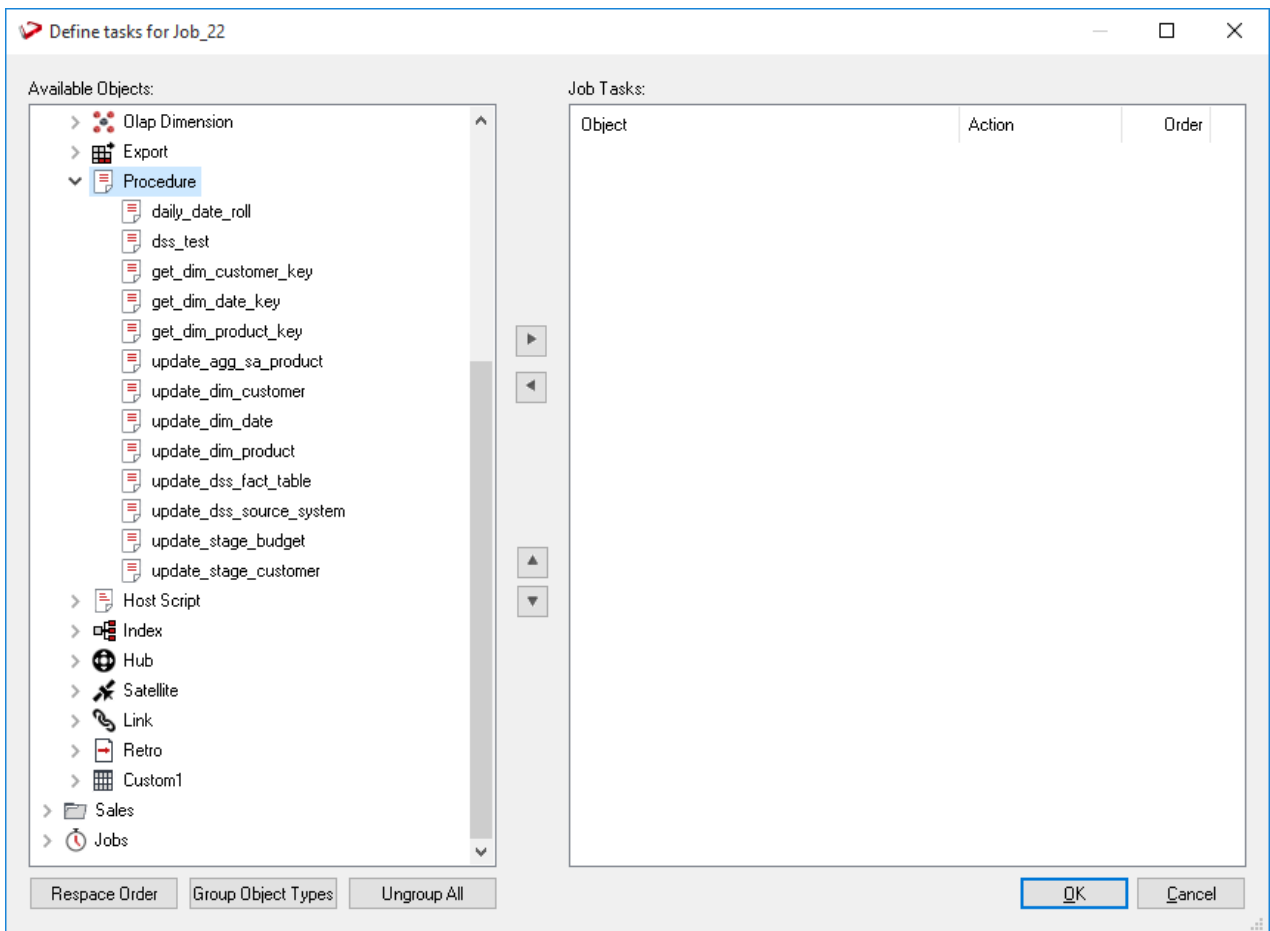 Define tasks for Job_22
Available Objects:
Job Tasks:
Olap Dimension
Export
Procedure
daily_date_roll
dss_test
get_dim_customer_key
get_dim_date_key
get_dim_product_key
update_agg_sa_product
update_dim_customer
update_dim_date
update_dim_product
update_dss_fact_table
update_dss_source_system
update_stage_budget
update_stage_customer
Host Script
Index
Hub
Satellite
Link
Retro
Custom1
Sales
Jobs
Object Action Order
Respace Order Group Object Types Ungroup All
OK Cancel